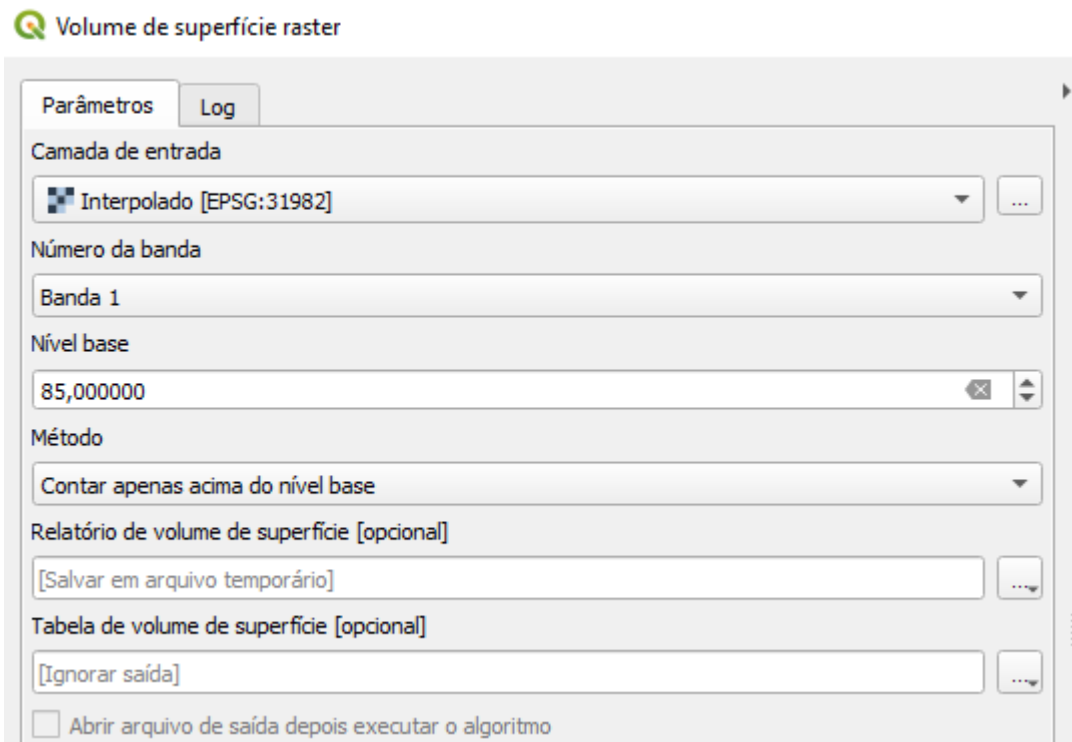 Volume de superfície raster
Parâmetros
Log
Camada de entrada
Interpolado [EPSG:31982]
...
Número da banda
Banda 1
Nível base
85,000000
Método
Contar apenas acima do nível base
Relatório de volume de superfície [opcional]
[Salvar em arquivo temporário]
...
Tabela de volume de superfície [opcional]
[Ignorar saída]
...
Abrir arquivo de saída depois executar o algoritmo